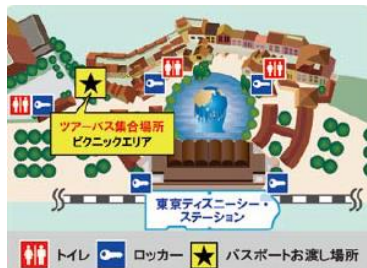 ツアーバス集合場所
ピクニックエリア
東京ディズニーシー・
ステーション
トイレ
ロッカー
パスポートお渡し場所